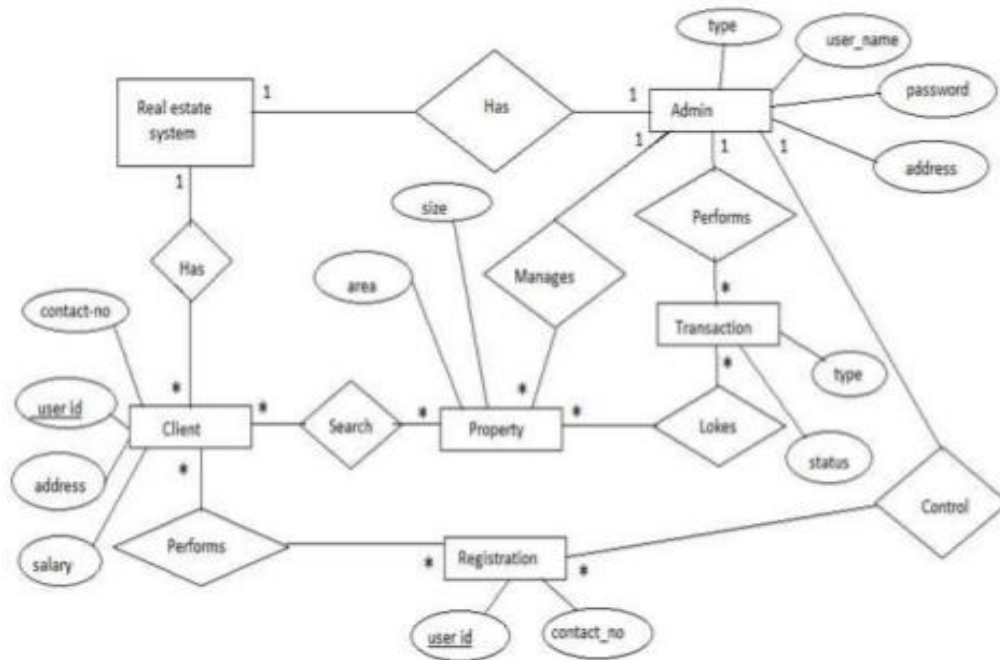 type
user_name
1
Has
1
Admin
password
Real estate
system
1
1
1
address
1
size
Performs
Has
area
Manages
contact-no
*
Transaction
*
type
*
*
*
*
*
user id
Client
Search
Property
Lokes
*
status
address
Control
Performs
salary
*
Registration
*
user id
contact_no